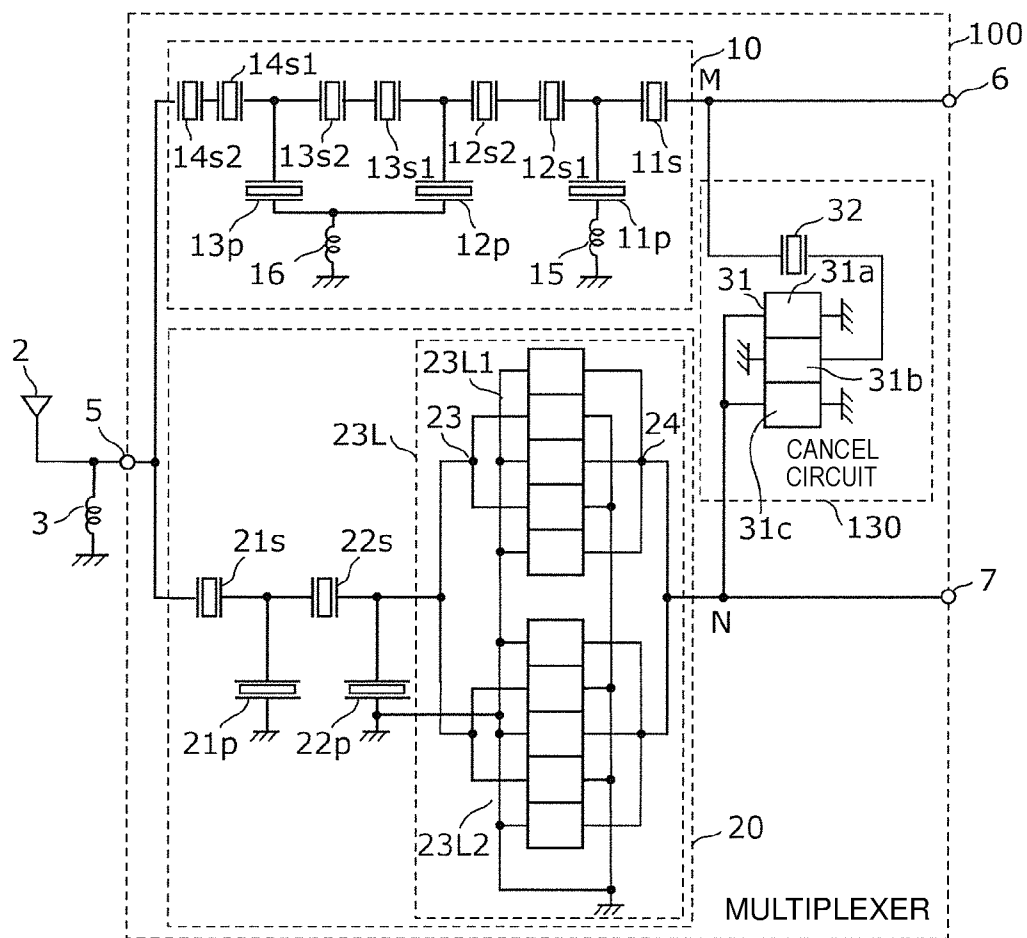 100
10
14s1
M
6
14s2
13s2
13s1
12s2
12s1
11s
32
13p
12p
11p
16
15
31
31a
31b
2
23L1
5
23L
23
24
CANCEL
CIRCUIT
3
31c
130
21s
22s
7
N
21p
22p
23L2
20
MULTIPLEXER